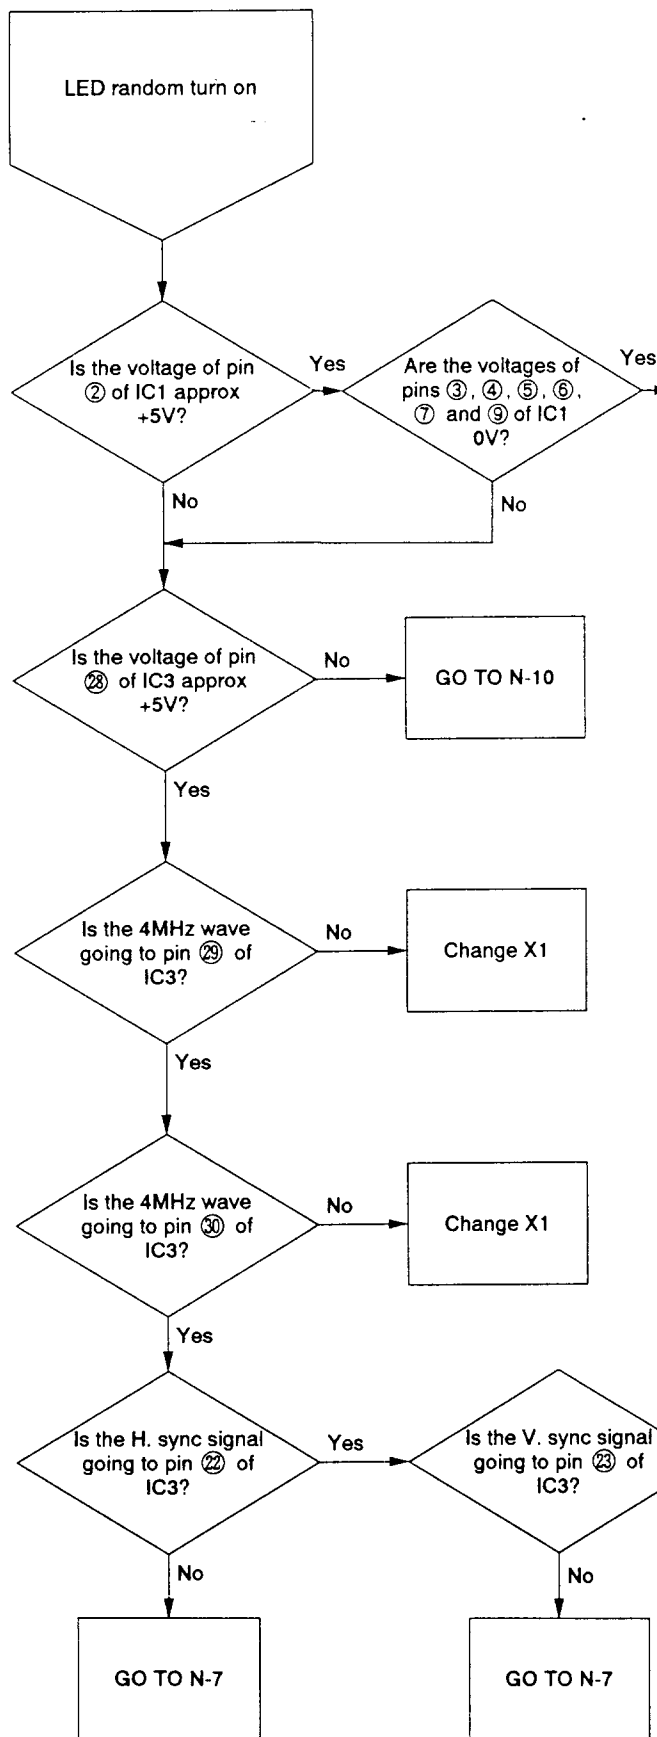 LED random turn on
Is the voltage of pin
② of IC1 approx
+5V?
Yes
Are the voltages of
pins ③, ④, ⑤, ⑥,
⑦ and ⑨ of IC1
0V?
Yes
No
No
Is the voltage of pin
㉘ of IC3 approx
+5V?
No
GO TO N-10
Yes
Is the 4MHz wave
going to pin ㉙ of
IC3?
No
Change X1
Yes
Is the 4MHz wave
going to pin ㉚ of
IC3?
No
Change X1
Yes
Is the H. sync signal
going to pin ㉒ of
IC3?
Yes
Is the V. sync signal
going to pin ㉓ of
IC3?
No
No
GO TO N-7
GO TO N-7